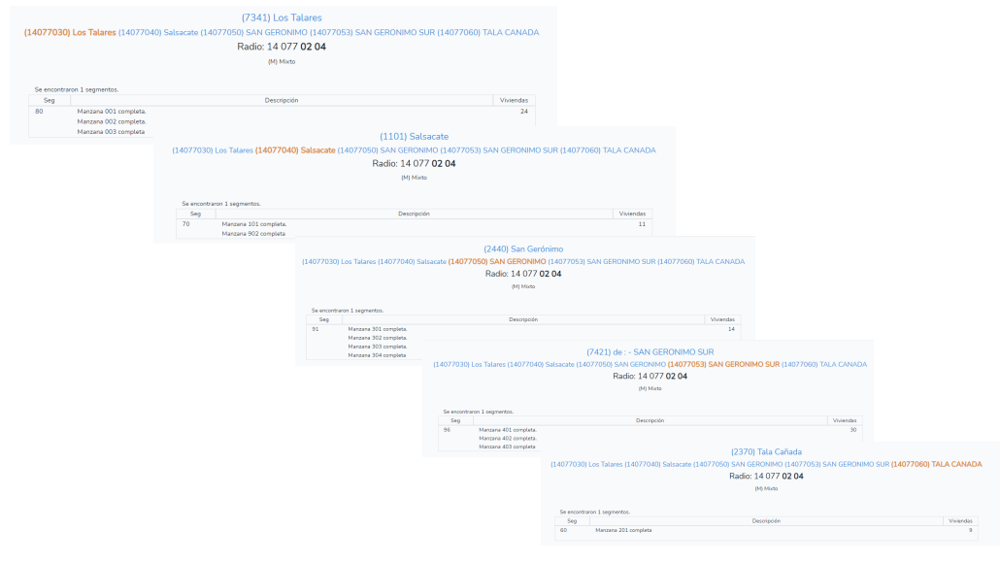 (7341) Los Talares
(14077030) Los Talares (14077040) Salsacate (14077050) SAN GERONIMO (14077053) SAN GERONIMO SUR (14077060) TALA CANADA
Radio: 14 077 02 04
(M) Mixto
Se encontraron 1 segmentos.
Seg Descripción Viviendas
80 Manzana 001 completa. 24
Manzana 002 completa.
Manzana 003 completa
(1101) Salsacate
(14077030) Los Talares (14077040) Salsacate (14077050) SAN GERONIMO (14077053) SAN GERONIMO SUR (14077060) TALA CANADA
Radio: 14 077 02 04
(M) Mixto
Se encontraron 1 segmentos.
Seg Descripción Viviendas
70 Manzana 101 completa. 11
Manzana 902 completa
(2440) San Gerónimo
(14077030) Los Talares (14077040) Salsacate (14077050) SAN GERONIMO (14077053) SAN GERONIMO SUR (14077060) TALA CANADA
Radio: 14 077 02 04
(M) Mixto
Se encontraron 1 segmentos.
Seg Descripción Viviendas
91 Manzana 301 completa. 14
Manzana 302 completa.
Manzana 303 completa.
Manzana 304 completa
(7421) de : - SAN GERONIMO SUR
(14077030) Los Talares (14077040) Salsacate (14077050) SAN GERONIMO (14077053) SAN GERONIMO SUR (14077060) TALA CANADA
Radio: 14 077 02 04
(M) Mixto
Se encontraron 1 segmentos.
Seg Descripción Viviendas
96 Manzana 401 completa. 30
Manzana 402 completa.
Manzana 403 completa
(2370) Tala Cañada
(14077030) Los Talares (14077040) Salsacate (14077050) SAN GERONIMO (14077053) SAN GERONIMO SUR (14077060) TALA CANADA
Radio: 14 077 02 04
(M) Mixto
Se encontraron 1 segmentos.
Seg Descripción Viviendas
60 Manzana 201 completa 9